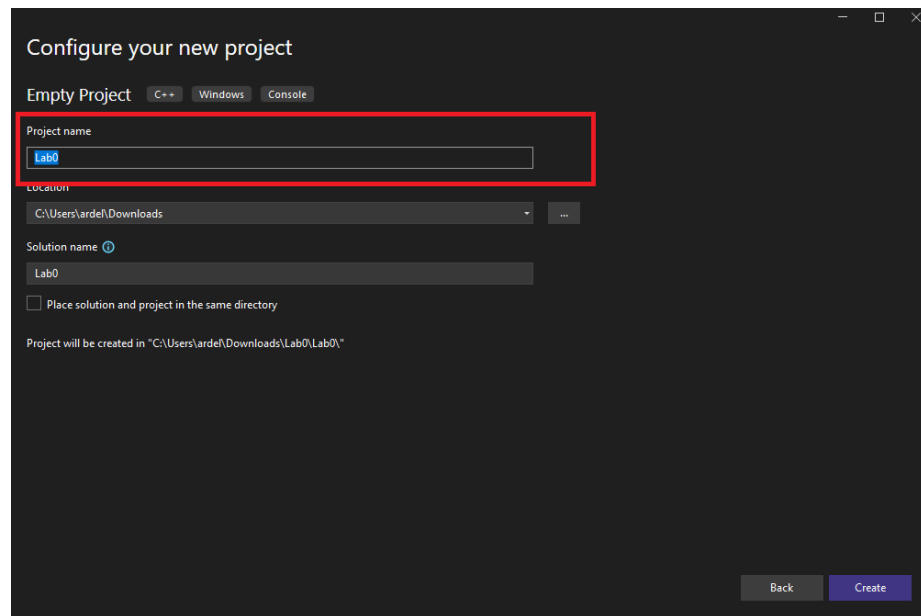 Configure your new project
Empty Project C++ Windows Console
Project name
Lab0
Location
C:\Users\ardel\Downloads ...
Solution name
Lab0
Place solution and project in the same directory
Project will be created in "C:\Users\ardel\Downloads\Lab0\Lab0\"
Back Create